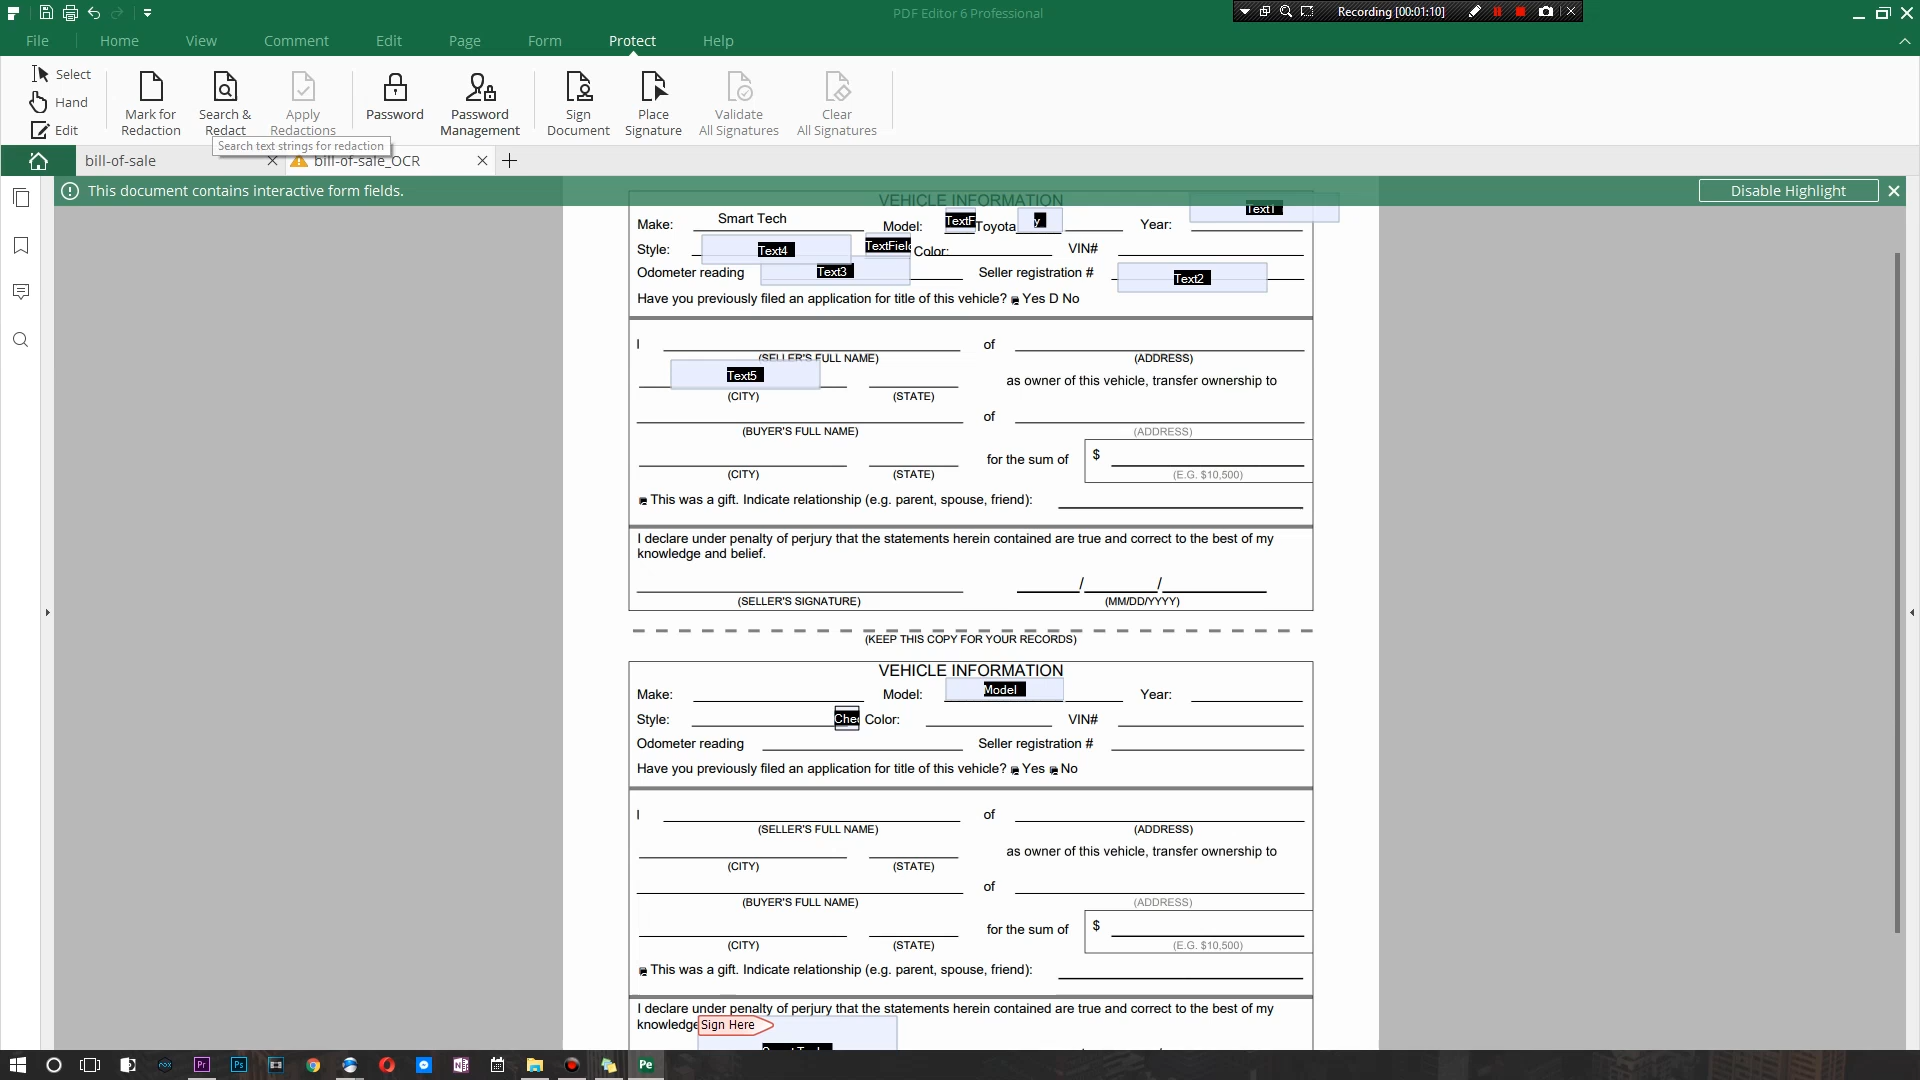 PDF Editor 6 Professional
Recording [00:01:10]
File Home View Comment Edit Page Form Protect Help
Select
Hand
Edit
Mark for Redaction
Search & Redact
Apply Redactions
Password
Password Management
Sign Document
Place Signature
Validate All Signatures
Clear All Signatures
Search text strings for redaction
bill-of-sale
bill-of-sale_OCR
This document contains interactive form fields.
Disable Highlight
VEHICLE INFORMATION
Make: Smart Tech Model: TextF Toyota y Year: Text1
Style: Text4 TextField Color: VIN#
Odometer reading Text3 Seller registration # Text2
Have you previously filed an application for title of this vehicle? Yes D No
I of
(SELLER'S FULL NAME) (ADDRESS)
Text5 as owner of this vehicle, transfer ownership to
(CITY) (STATE)
of
(BUYER'S FULL NAME) (ADDRESS)
for the sum of $
(CITY) (STATE) (E.G. $10,500)
This was a gift. Indicate relationship (e.g. parent, spouse, friend):
I declare under penalty of perjury that the statements herein contained are true and correct to the best of my
knowledge and belief.
/ /
(SELLER'S SIGNATURE) (MM/DD/YYYY)
(KEEP THIS COPY FOR YOUR RECORDS)
VEHICLE INFORMATION
Make: Model: Model Year:
Style: Chec Color: VIN#
Odometer reading Seller registration #
Have you previously filed an application for title of this vehicle? Yes No
I of
(SELLER'S FULL NAME) (ADDRESS)
as owner of this vehicle, transfer ownership to
(CITY) (STATE)
of
(BUYER'S FULL NAME) (ADDRESS)
for the sum of $
(CITY) (STATE) (E.G. $10,500)
This was a gift. Indicate relationship (e.g. parent, spouse, friend):
I declare under penalty of perjury that the statements herein contained are true and correct to the best of my
knowledge Sign Here
Pr Ps Pe